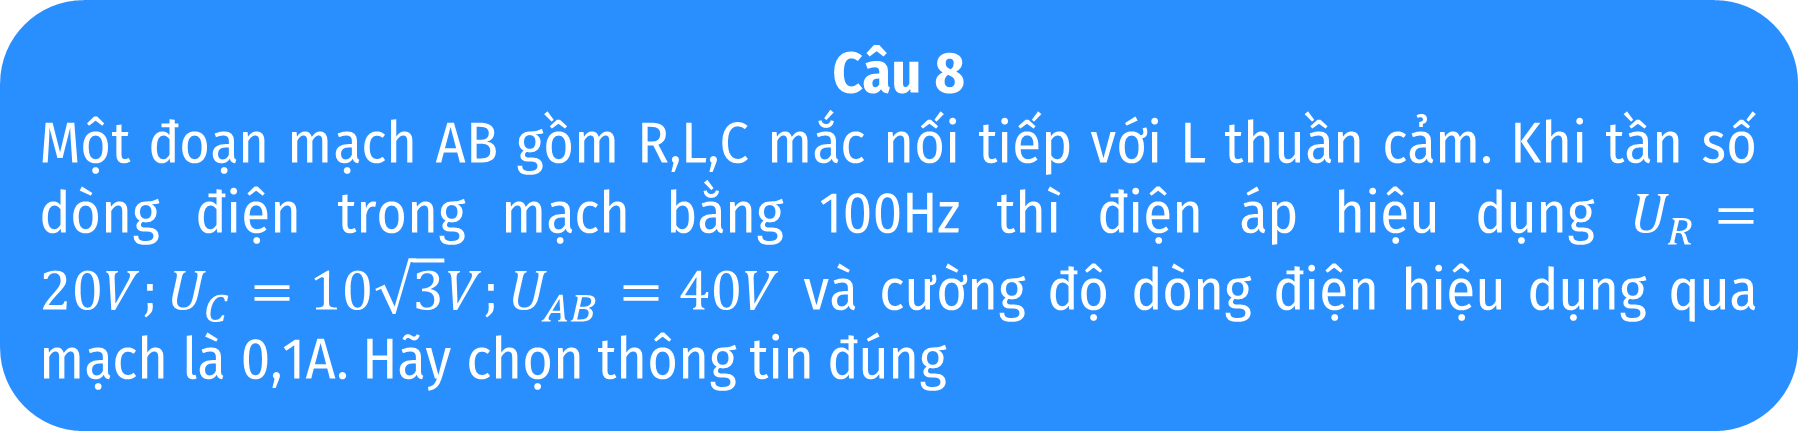 Câu 8
Một đoạn mạch AB gồm R,L,C mắc nối tiếp với L thuần cảm. Khi tần số
dòng điện trong mạch bằng 100Hz thì điện áp hiệu dụng U_R =
20V; U_C = 10√3V; U_AB = 40V và cường độ dòng điện hiệu dụng qua
mạch là 0,1A. Hãy chọn thông tin đúng